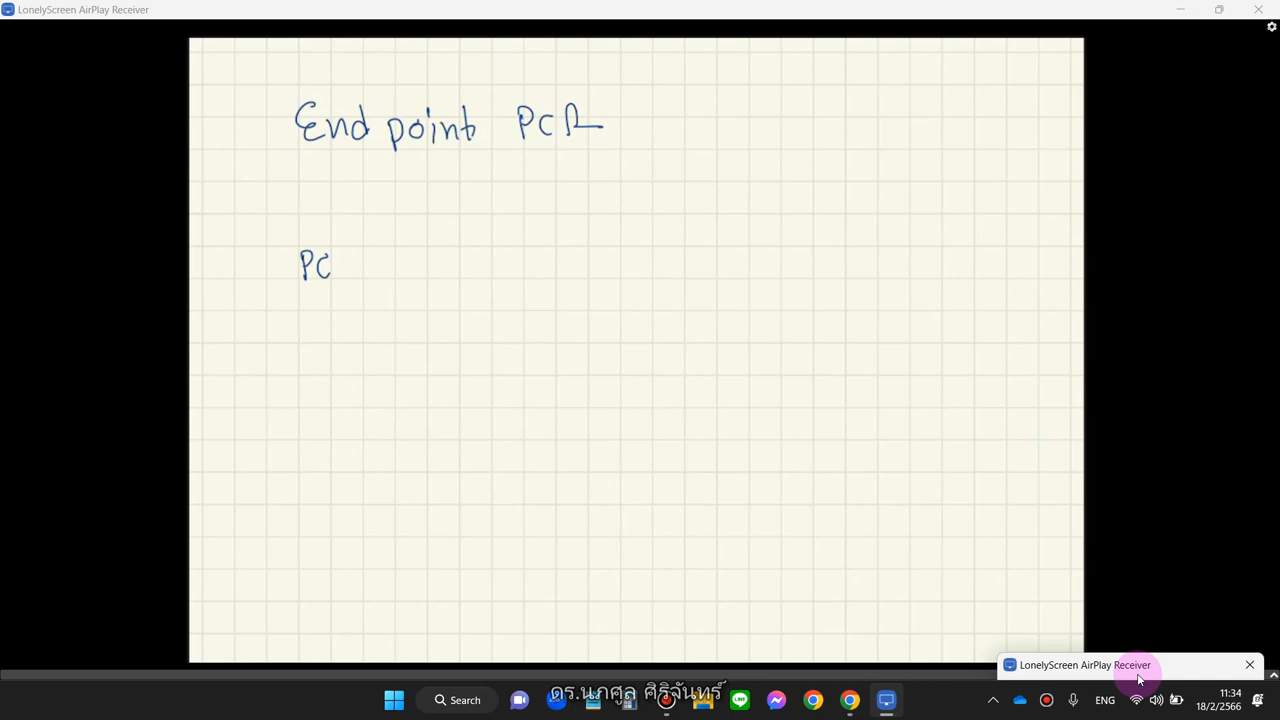 LonelyScreen AirPlay Receiver
End point PCR
PC
LonelyScreen AirPlay Receiver
Search
ดร.นภศล ศิริจันทร์
ENG
11:34
18/2/2566